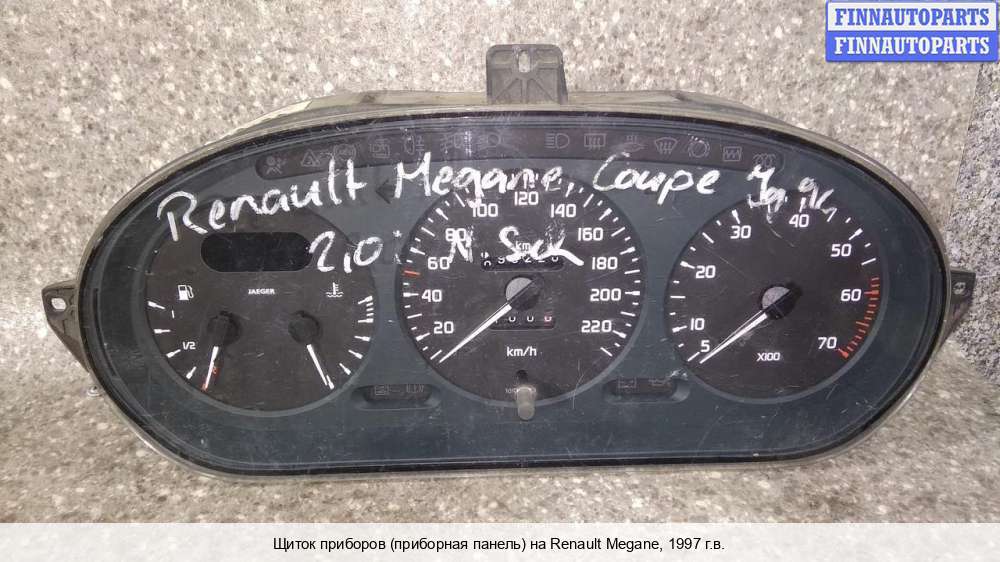 FINNAUTOPARTS
FINNAUTOPARTS
Renault Megane, Coupe
2,0i
JAEGER
1/2
20
40
60
80
100
120
140
160
180
200
220
km
km/h
5
10
20
30
40
50
60
70
X100
Щиток приборов (приборная панель) на Renault Megane, 1997 г.в.